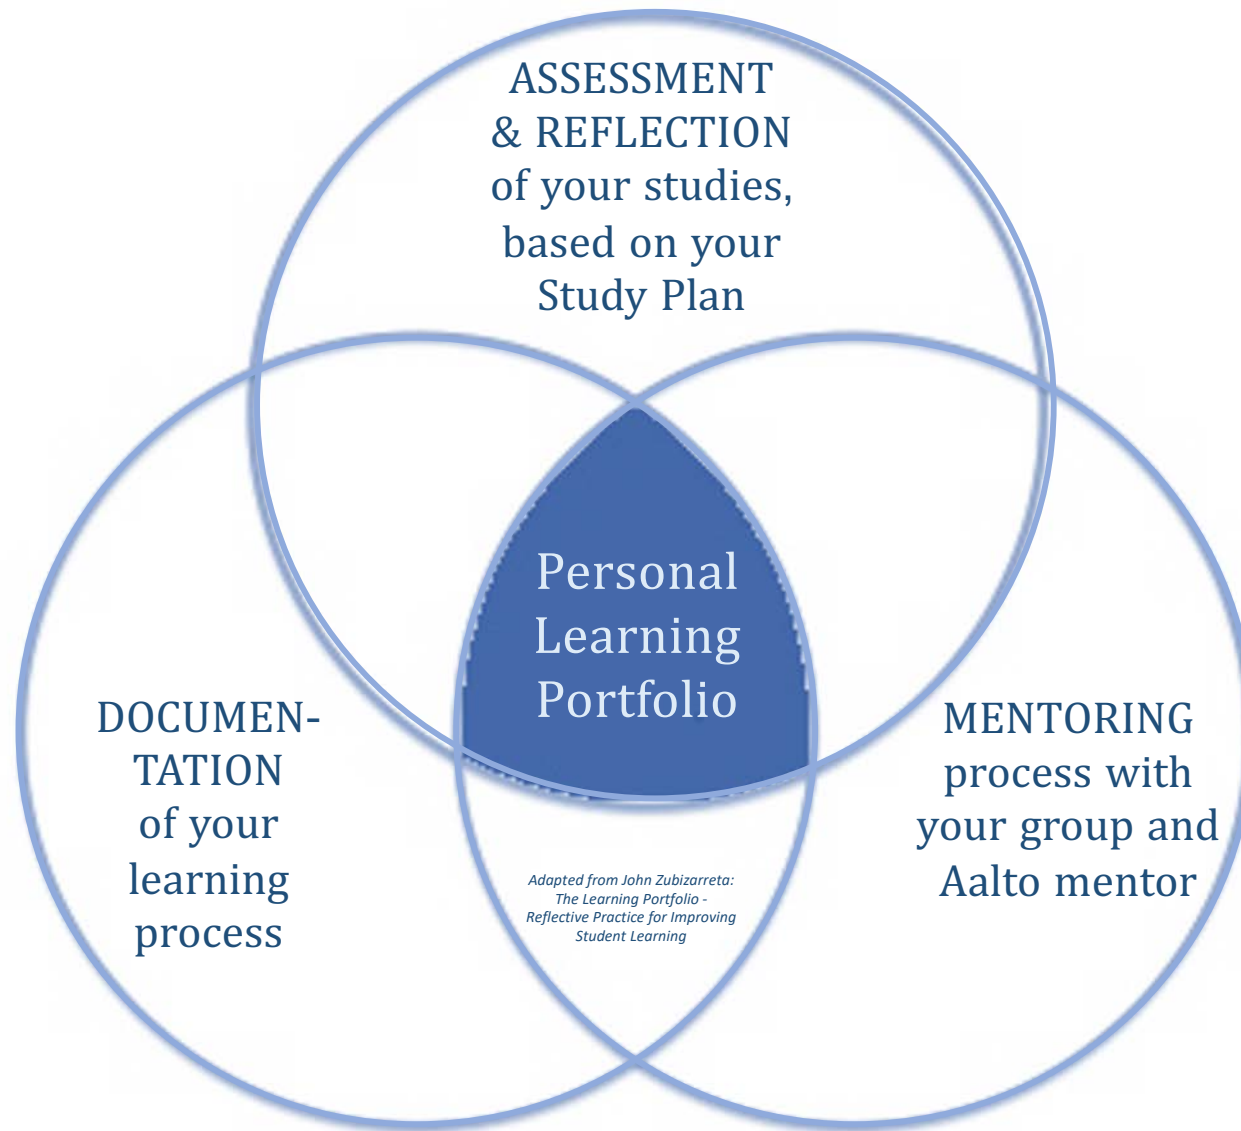 ASSESSMENT
& REFLECTION
of your studies,
based on your
Study Plan
Personal
Learning
Portfolio
DOCUMEN-
TATION
of your
learning
process
MENTORING
process with
your group and
Aalto mentor
Adapted from John Zubizarreta:
The Learning Portfolio -
Reflective Practice for Improving
Student Learning